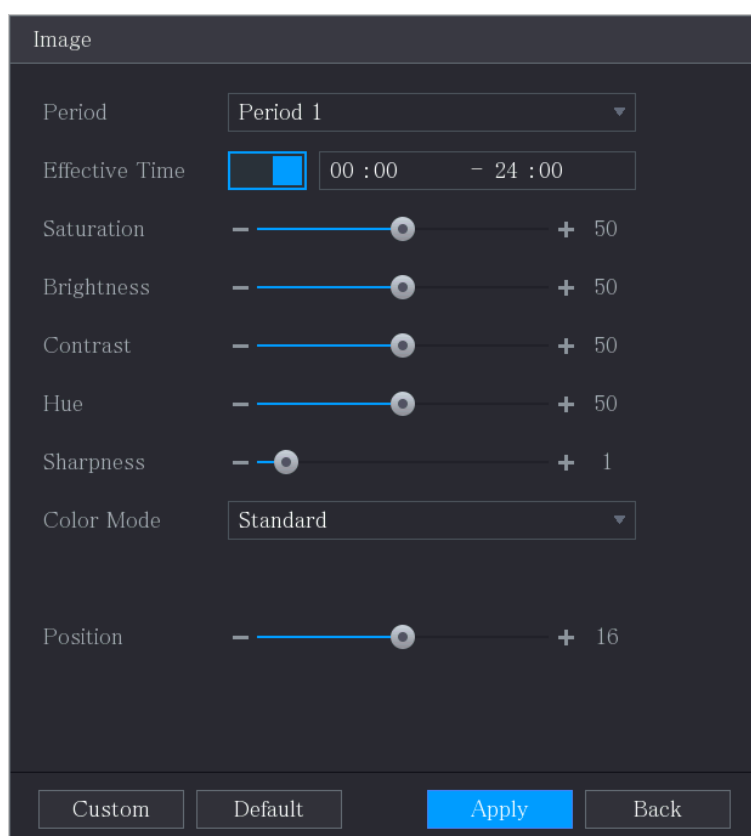 Image
Period Period 1
Effective Time 00 :00 - 24 :00
Saturation - + 50
Brightness - + 50
Contrast - + 50
Hue - + 50
Sharpness - + 1
Color Mode Standard
Position - + 16
Custom Default Apply Back